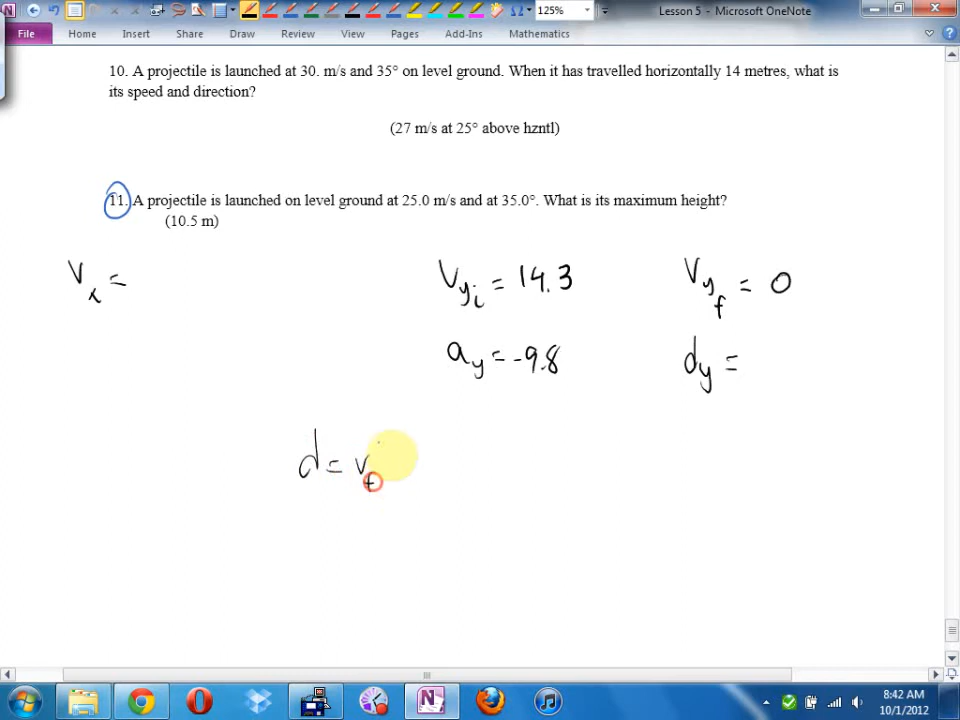 125%
Lesson 5 - Microsoft OneNote
File Home Insert Share Draw Review View Pages Add-Ins Mathematics
10. A projectile is launched at 30. m/s and 35° on level ground. When it has travelled horizontally 14 metres, what is
its speed and direction?
(27 m/s at 25° above hzntl)
11. A projectile is launched on level ground at 25.0 m/s and at 35.0°. What is its maximum height?
(10.5 m)
Vx = Vyi = 14.3 Vyf = 0
ay = -9.8 dy =
d = vf
8:42 AM
10/1/2012